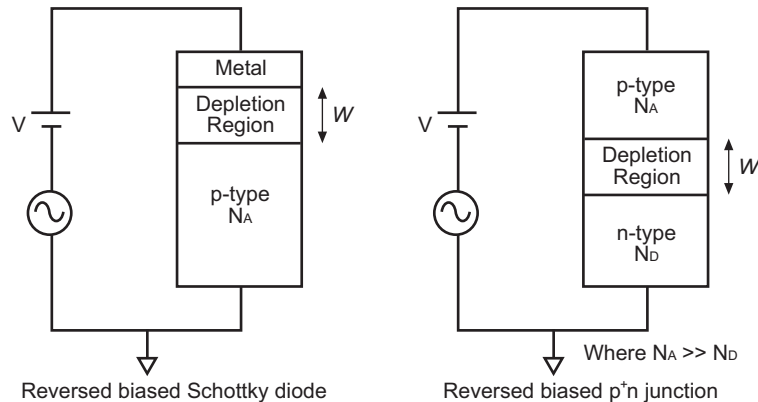 Metal
Depletion
Region
W
V
p-type
NA
Reversed biased Schottky diode
p-type
NA
Depletion
Region
W
V
n-type
ND
Where NA >> ND
Reversed biased p+n junction